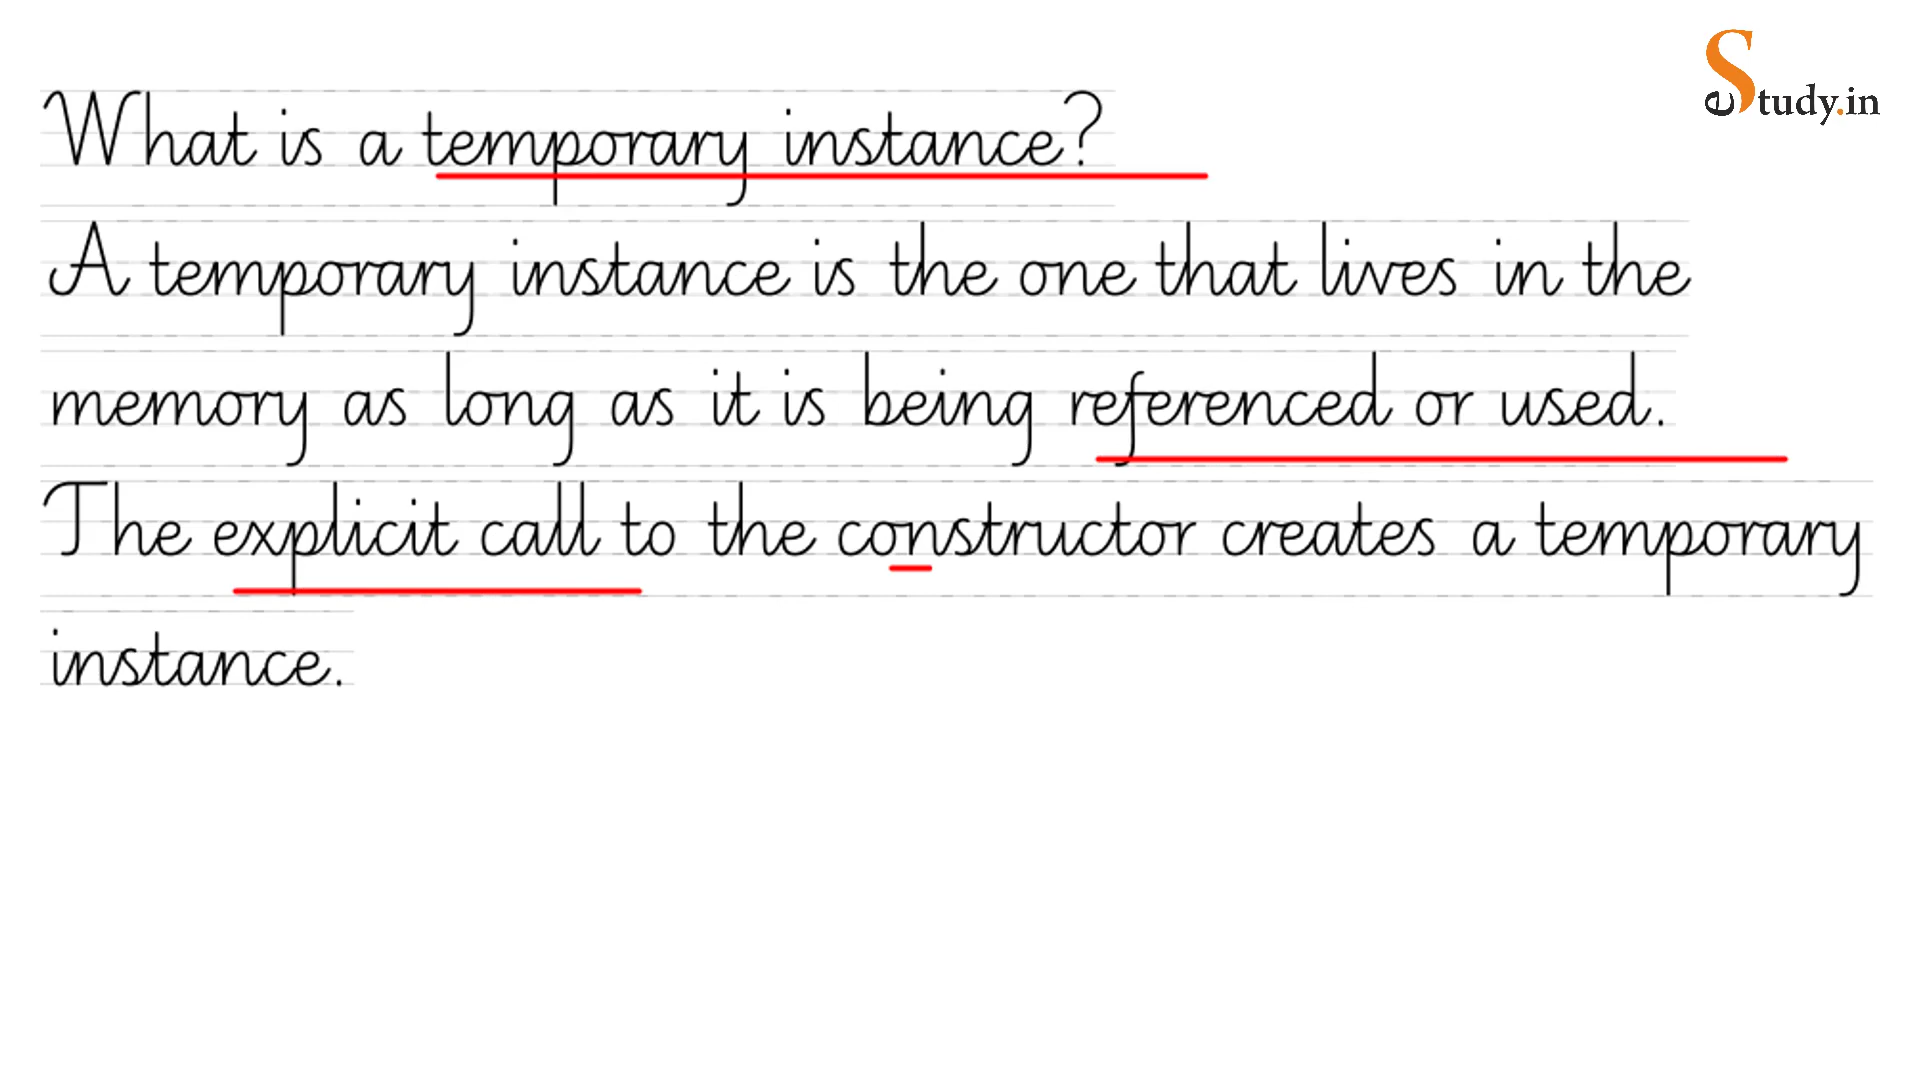 eStudy.in
What is a temporary instance?
A temporary instance is the one that lives in the
memory as long as it is being referenced or used.
The explicit call to the constructor creates a temporary
instance.